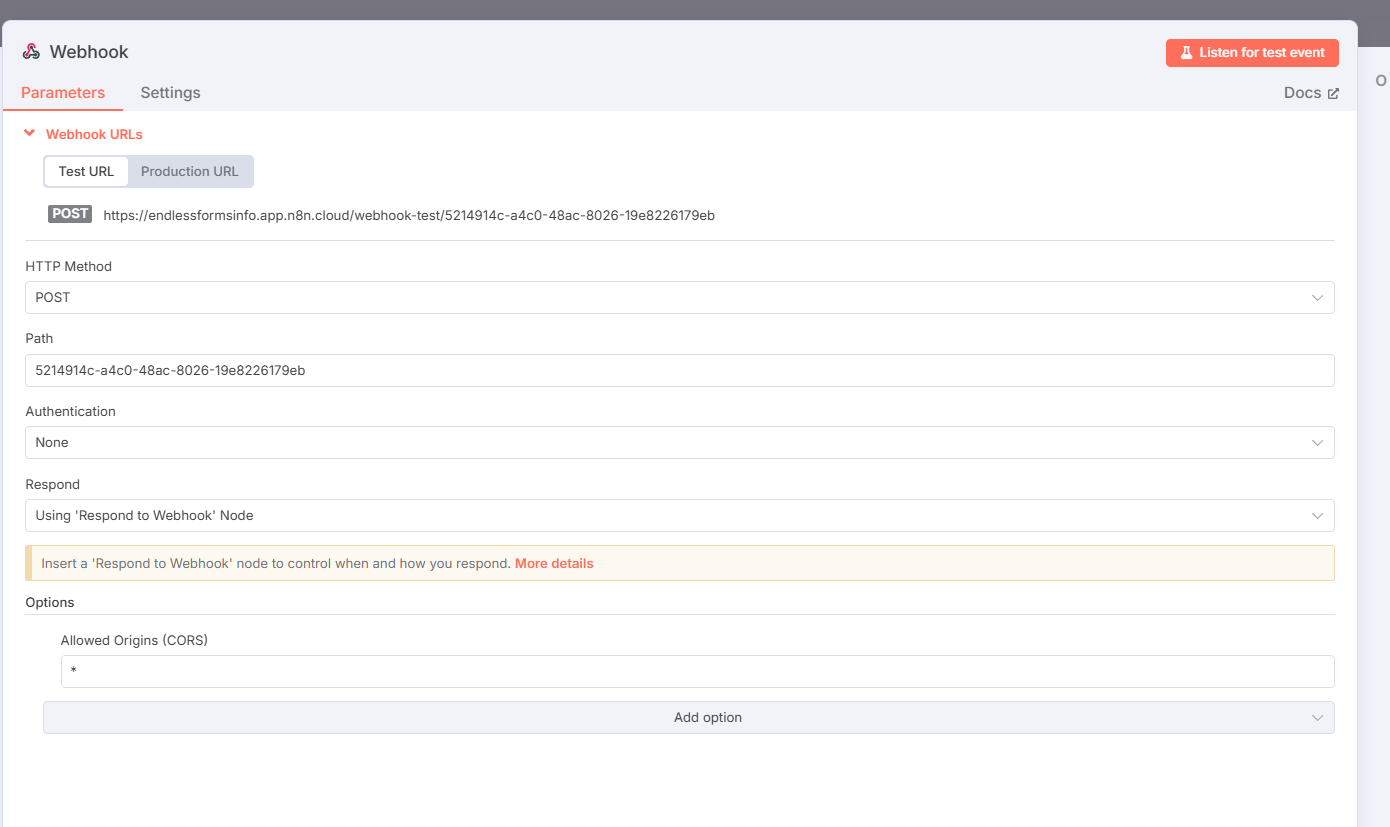 Webhook
Listen for test event
Parameters
Settings
Docs
O
Webhook URLs
Test URL
Production URL
POST
https://endlessformsinfo.app.n8n.cloud/webhook-test/5214914c-a4c0-48ac-8026-19e8226179eb
HTTP Method
POST
Path
5214914c-a4c0-48ac-8026-19e8226179eb
Authentication
None
Respond
Using 'Respond to Webhook' Node
Insert a 'Respond to Webhook' node to control when and how you respond. More details
Options
Allowed Origins (CORS)
*
Add option